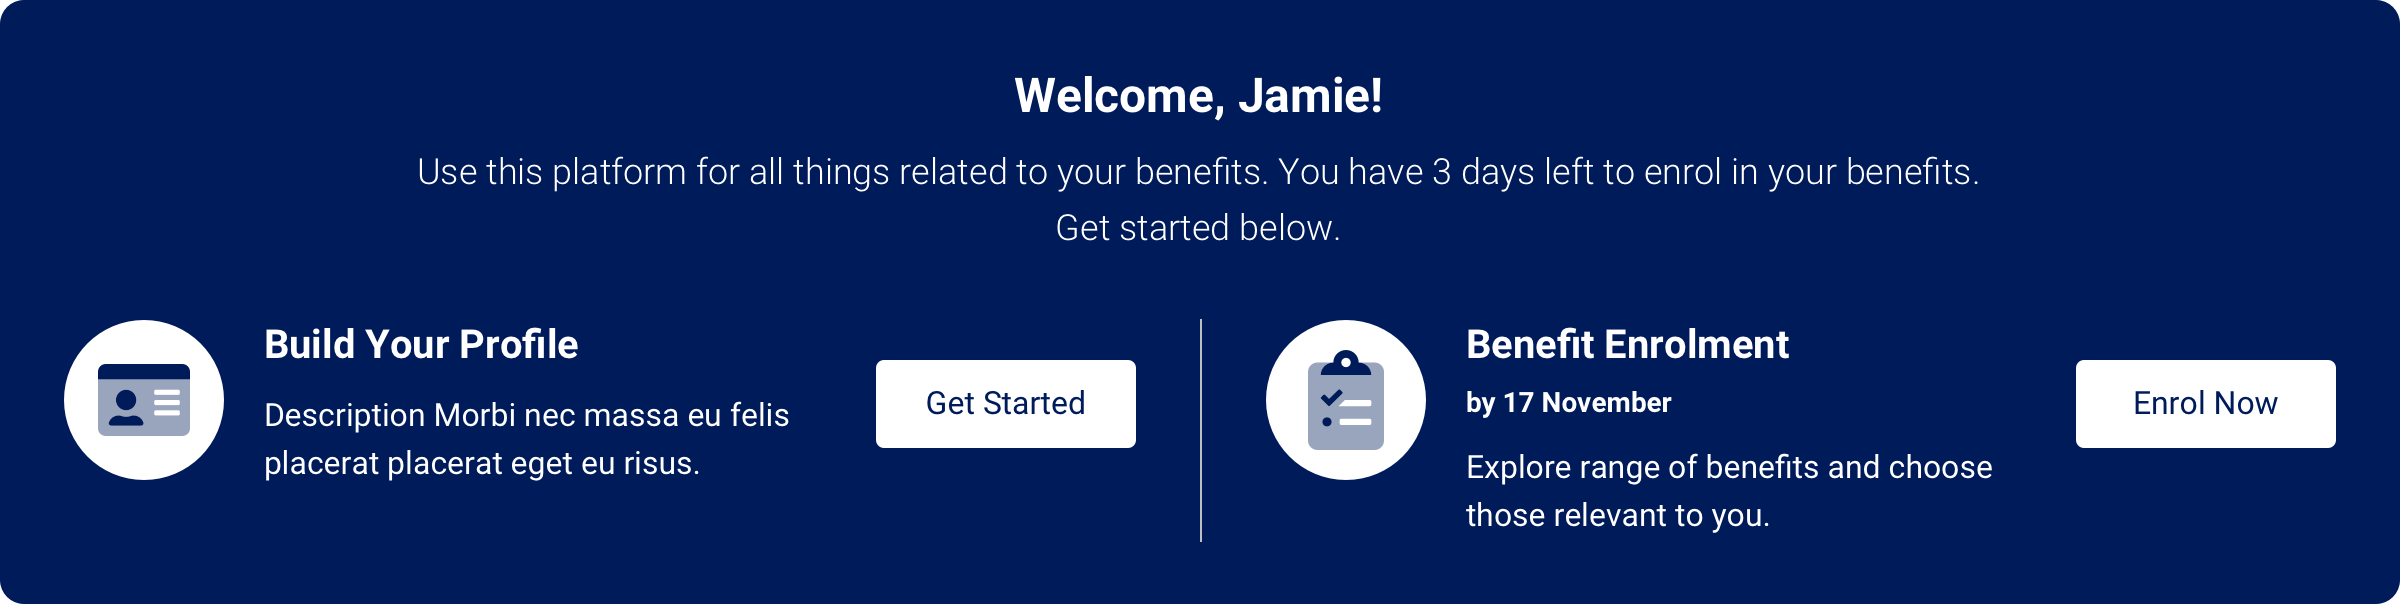 Welcome, Jamie!
Use this platform for all things related to your benefits. You have 3 days left to enrol in your benefits.
Get started below.
Build Your Profile
Description Morbi nec massa eu felis
placerat placerat eget eu risus.
Get Started
Benefit Enrolment
by 17 November
Explore range of benefits and choose
those relevant to you.
Enrol Now